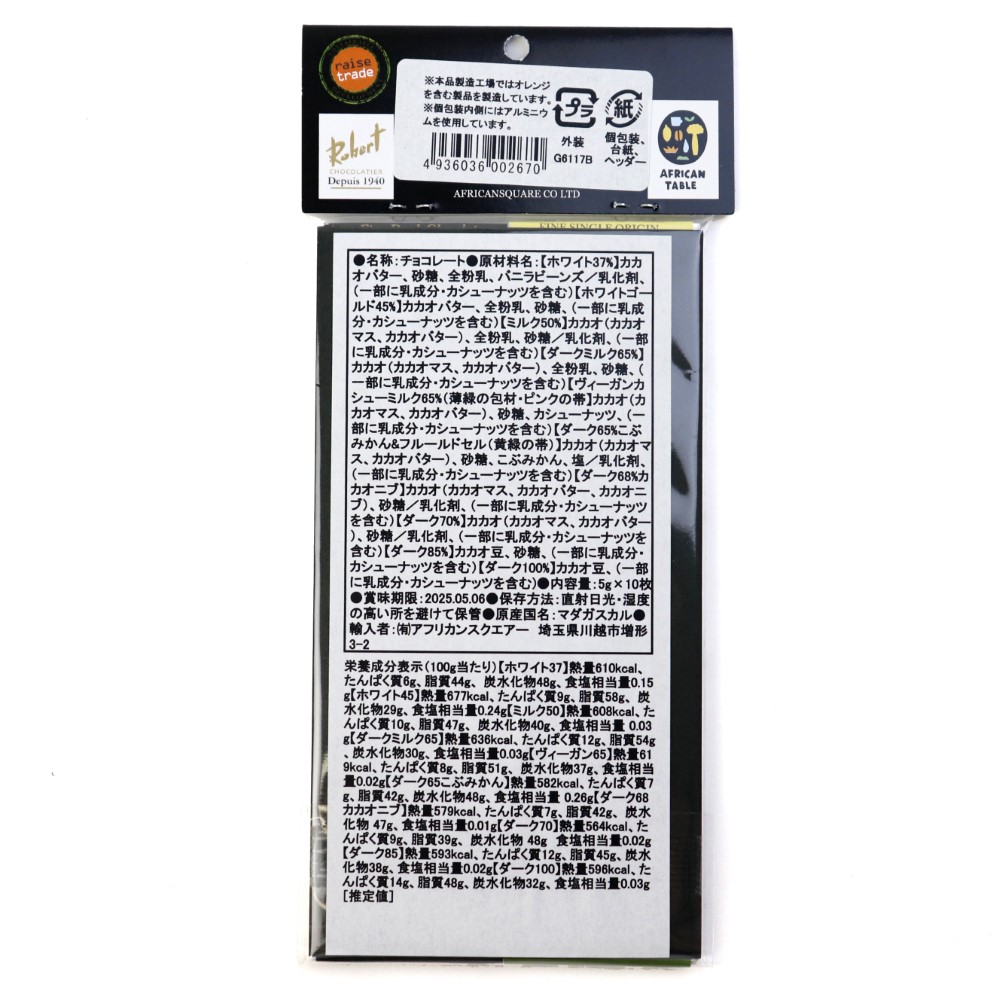 raise
trade
Robert
CHOCOLATIER
Depuis 1940
※本品製造工場ではオレンジ
を含む製品を製造しています。
※個包装内側にはアルミニウ
ムを使用しています。
4 936036 002670
プラ
外装
G6117B
紙
個包装、
台紙、
ヘッダー
AFRICAN
TABLE
AFRICANSQUARE CO LTD
FINE SINGLE ORIGIN
●名称:チョコレート●原材料名:【ホワイト37%】カカ
オバター、砂糖、全粉乳、バニラビーンズ/乳化剤、
(一部に乳成分・カシューナッツを含む)【ホワイトゴー
ルド45%】カカオバター、全粉乳、砂糖、(一部に乳成
分・カシューナッツを含む)【ミルク50%】カカオ(カカオ
マス、カカオバター)、全粉乳、砂糖/乳化剤、(一部
に乳成分・カシューナッツを含む)【ダークミルク65%】
カカオ(カカオマス、カカオバター)、全粉乳、砂糖、(
一部に乳成分・カシューナッツを含む)【ヴィーガンカ
シューミルク65%(薄緑の包材・ピンクの帯】カカオ(カ
カオマス、カカオバター)、砂糖、カシューナッツ、(一
部に乳成分・カシューナッツを含む)【ダーク65%こぶ
みかん&フルールドセル(黄緑の帯)】カカオ(カカオマ
ス、カカオバター)、砂糖、こぶみかん、塩/乳化剤、
(一部に乳成分・カシューナッツを含む)【ダーク68%カ
カオニブ】カカオ(カカオマス、カカオバター、カカオニ
ブ)、砂糖/乳化剤、(一部に乳成分・カシューナッツ
を含む)【ダーク70%】カカオ(カカオマス、カカオバター
)、砂糖/乳化剤、(一部に乳成分・カシューナッツを
含む)【ダーク85%】カカオ豆、砂糖、(一部に乳成分・
カシューナッツを含む)【ダーク100%】カカオ豆、(一部
に乳成分・カシューナッツを含む)●内容量:5g×10枚
●賞味期限:2025.05.06●保存方法:直射日光・湿度
の高い所を避けて保管●原産国名:マダガスカル●
輸入者:㈲アフリカンスクエアー 埼玉県川越市増形
3-2
栄養成分表示(100g当たり)【ホワイト37】熱量610kcal、
たんぱく質6g、脂質44g、炭水化物48g、食塩相当量0.15
g【ホワイト45】熱量677kcal、たんぱく質9g、脂質58g、炭
水化物29g、食塩相当量0.24g【ミルク50】熱量608kcal、た
んぱく質10g、脂質47g、炭水化物40g、食塩相当量 0.03
g【ダークミルク65】熱量636kcal、たんぱく質12g、脂質54g
、炭水化物30g、食塩相当量0.03g【ヴィーガン65】熱量61
9kcal、たんぱく質8g、脂質51g、炭水化物37g、食塩相当
量0.02g【ダーク65こぶみかん】熱量582kcal、たんぱく質7
g、脂質42g、炭水化物48g、食塩相当量 0.26g【ダーク68
カカオニブ】熱量579kcal、たんぱく質7g、脂質42g、炭水
化物 47g、食塩相当量0.01g【ダーク70】熱量564kcal、た
んぱく質9g、脂質39g、炭水化物 48g 食塩相当量0.02g
【ダーク85】熱量593kcal、たんぱく質12g、脂質45g、炭水
化物38g、食塩相当量0.02g【ダーク100】熱量596kcal、た
んぱく質14g、脂質48g、炭水化物32g、食塩相当量0.03g
[推定値]